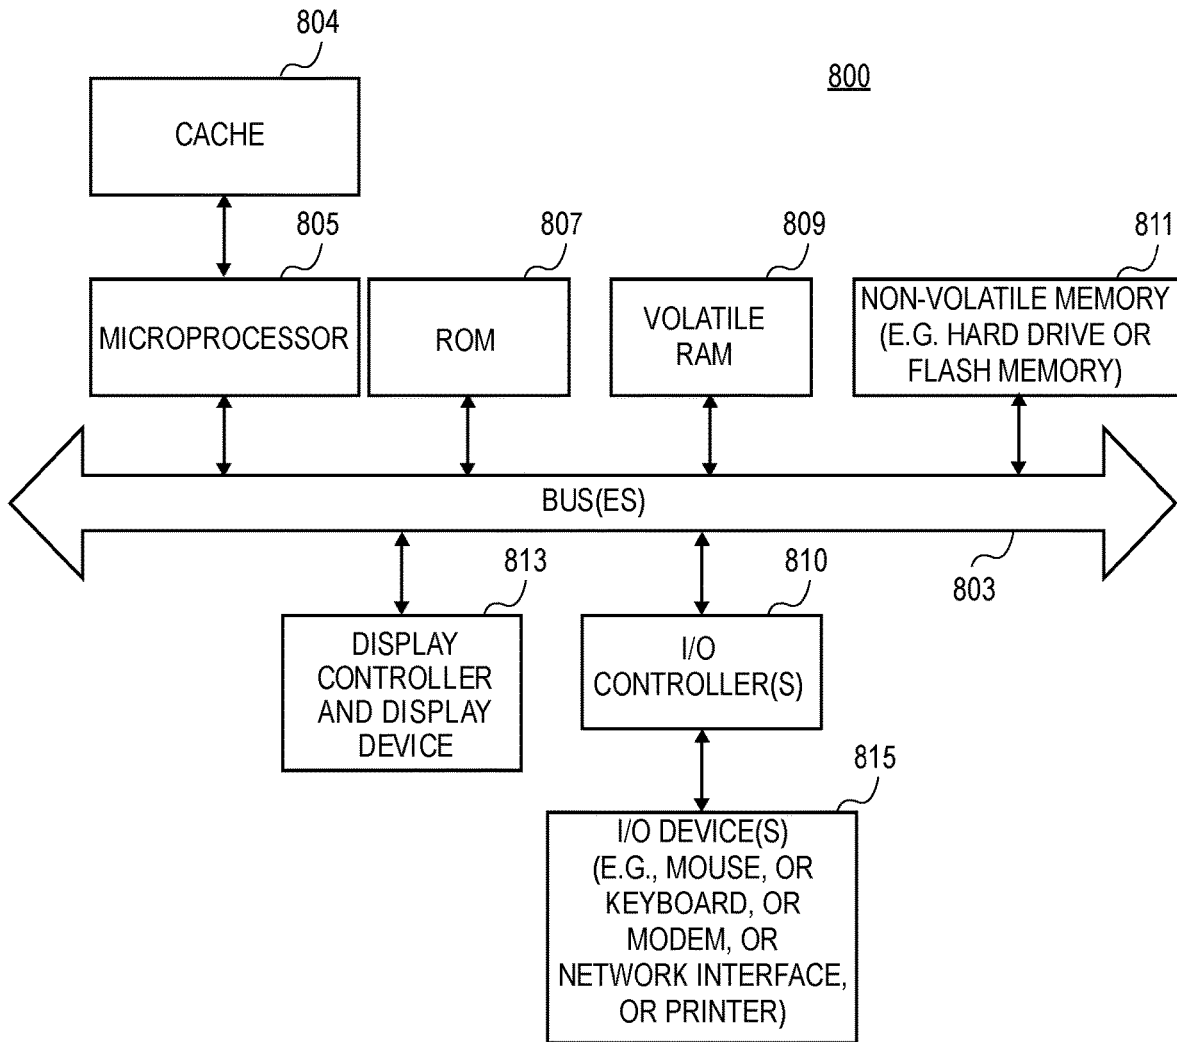 804
800
CACHE
805
807
809
811
MICROPROCESSOR
ROM
VOLATILE
RAM
NON-VOLATILE MEMORY
(E.G. HARD DRIVE OR
FLASH MEMORY)
BUS(ES)
803
813
810
DISPLAY
CONTROLLER
AND DISPLAY
DEVICE
I/O
CONTROLLER(S)
815
I/O DEVICE(S)
(E.G., MOUSE, OR
KEYBOARD, OR
MODEM, OR
NETWORK INTERFACE,
OR PRINTER)